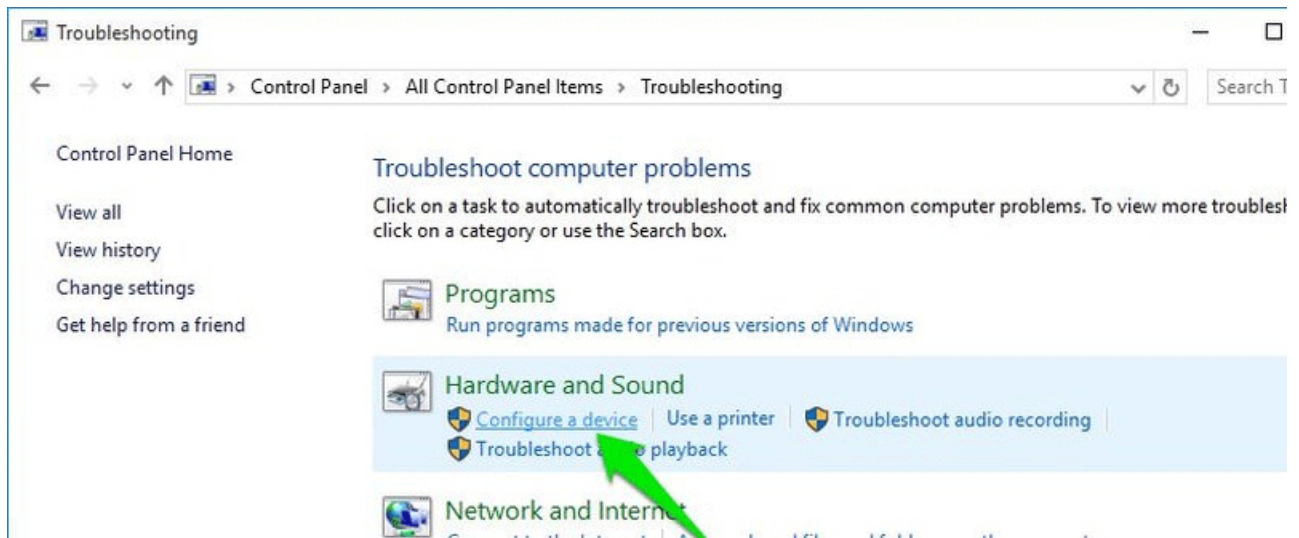 Troubleshooting
Control Panel > All Control Panel Items > Troubleshooting
Search T
Control Panel Home
View all
View history
Change settings
Get help from a friend
Troubleshoot computer problems
Click on a task to automatically troubleshoot and fix common computer problems. To view more troublesh
click on a category or use the Search box.
Programs
Run programs made for previous versions of Windows
Hardware and Sound
Configure a device | Use a printer | Troubleshoot audio recording |
Troubleshoot playback
Network and Internet